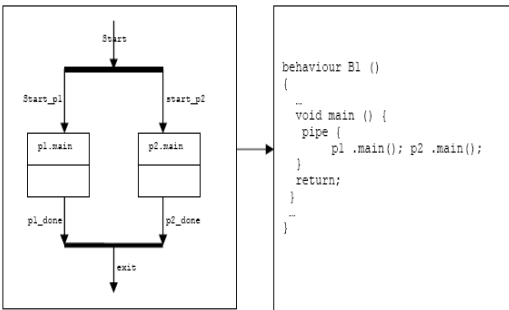 Start
Start_p1
start_p2
p1.main
p2.main
p1_done
p2_done
exit
behaviour B1 ()
{
…
void main () {
pipe {
p1 .main(); p2 .main();
}
return;
}
…
}